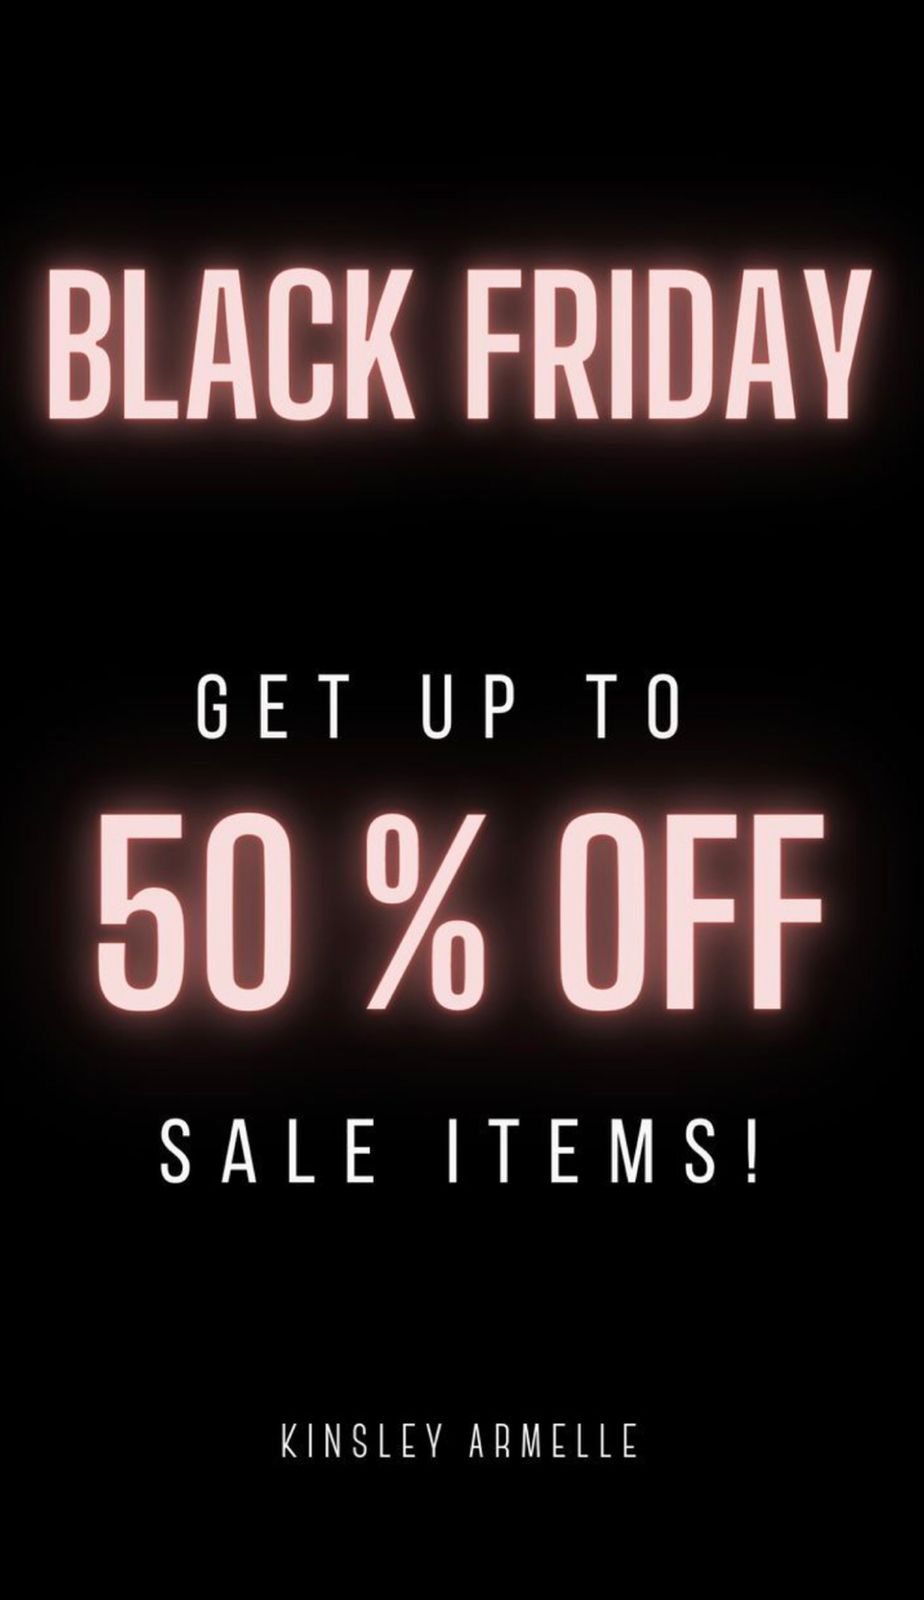 BLACK FRIDAY
GET UP TO
50 % OFF
SALE ITEMS!
KINSLEY ARMELLE